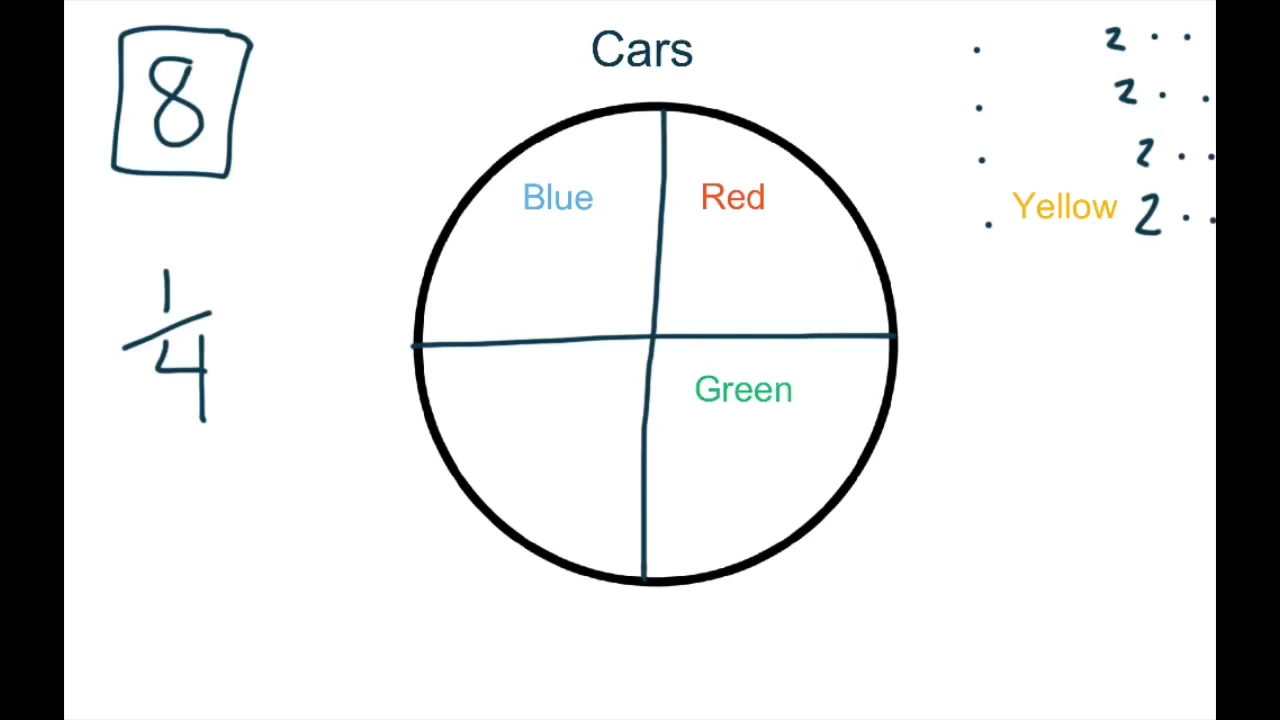 8
Cars
2 . .
2 . .
2 . .
. Yellow 2 . .
Blue
Red
1/4
Green